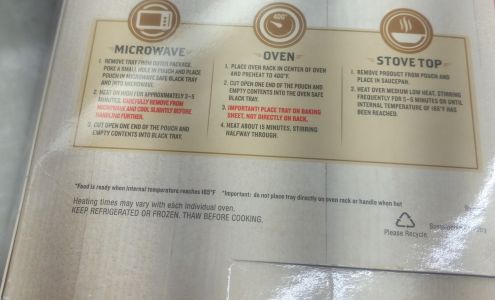 400°
MICROWAVE
1. REMOVE TRAY FROM OUTER PACKAGE.
POKE A SMALL HOLE IN POUCH AND PLACE
POUCH IN MICROWAVE SAFE BLACK TRAY
AND INTO MICROWAVE.
2. HEAT ON HIGH FOR APPROXIMATELY 3-5
MINUTES. CAREFULLY REMOVE FROM
MICROWAVE AND COOL SLIGHTLY BEFORE
HANDLING FURTHER.
3. CUT OPEN ONE END OF THE POUCH AND
EMPTY CONTENTS INTO BLACK TRAY.
OVEN
1. PLACE OVEN RACK IN CENTER OF OVEN
AND PREHEAT TO 400°F.
2. CUT OPEN ONE END OF THE POUCH AND
EMPTY CONTENTS INTO THE OVEN SAFE
BLACK TRAY.
3. IMPORTANT! PLACE TRAY ON BAKING
SHEET, NOT DIRECTLY ON RACK.
4. HEAT ABOUT 15 MINUTES, STIRRING
HALFWAY THROUGH.
STOVE TOP
1. REMOVE PRODUCT FROM POUCH AND
PLACE IN SAUCEPAN.
2. HEAT OVER MEDIUM LOW HEAT, STIRRING
FREQUENTLY FOR 5-6 MINUTES OR UNTIL
INTERNAL TEMPERATURE OF 165°F HAS
BEEN REACHED.
*Food is ready when internal temperature reaches 165°F *Important: do not place tray directly on oven rack or handle when hot
Heating times may vary with each individual oven.
KEEP REFRIGERATED OR FROZEN. THAW BEFORE COOKING.
Please Recycle.